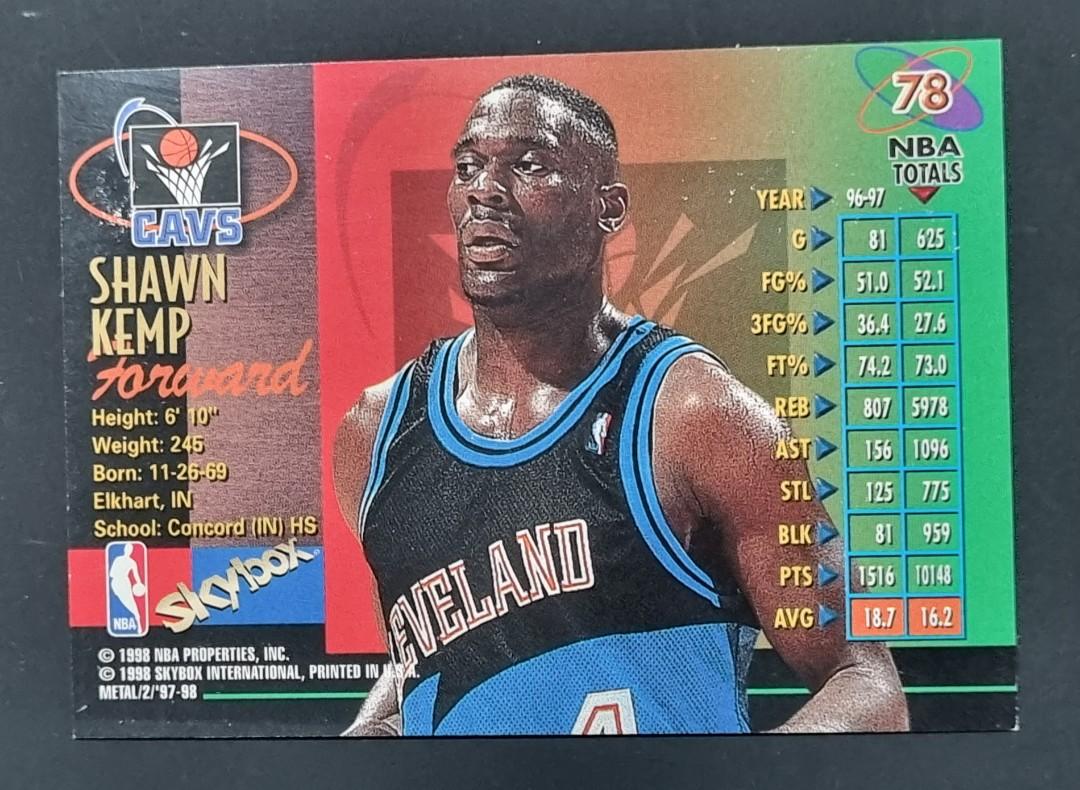 CAVS
SHAWN
KEMP
forward
Height: 6' 10"
Weight: 245
Born: 11-26-69
Elkhart, IN
School: Concord (IN) HS
NBA
SKYBOX
© 1998 NBA PROPERTIES, INC.
© 1998 SKYBOX INTERNATIONAL, PRINTED IN U.S.A.
METAL/2/'97-98
CLEVELAND
4
78
NBA
TOTALS
YEAR 96-97
G 81 625
FG% 51.0 52.1
3FG% 36.4 27.6
FT% 74.2 73.0
REB 807 5978
AST 156 1096
STL 125 775
BLK 81 959
PTS 1516 10148
AVG 18.7 16.2